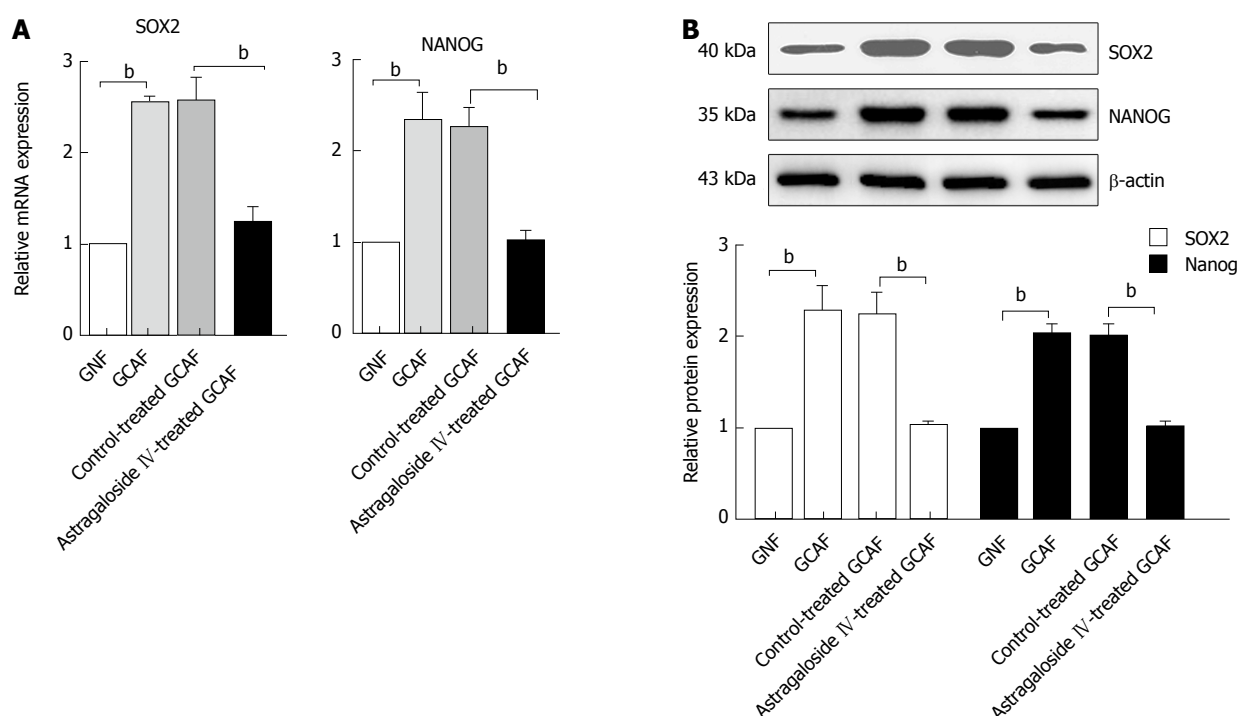 A
SOX2
Relative mRNA expression
3
2
1
0
b
b
GNF
GCAF
Control-treated GCAF
Astragaloside IV-treated GCAF
NANOG
3
2
1
0
b
b
GNF
GCAF
Control-treated GCAF
Astragaloside IV-treated GCAF
B
40 kDa
SOX2
35 kDa
NANOG
43 kDa
β-actin
SOX2
Nanog
Relative protein expression
3
2
1
0
b
b
b
b
GNF
GCAF
Control-treated GCAF
Astragaloside IV-treated GCAF
GNF
GCAF
Control-treated GCAF
Astragaloside IV-treated GCAF